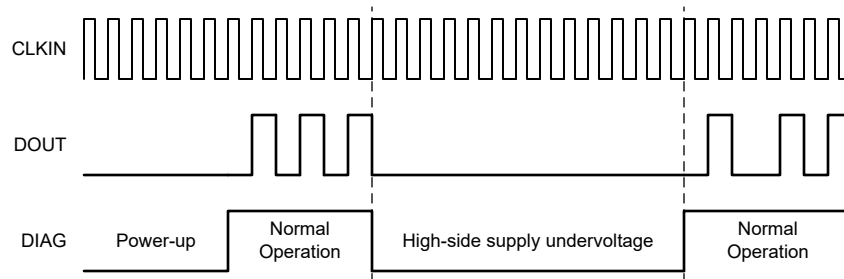 CLKIN
DOUT
DIAG
Power-up
Normal
Operation
High-side supply undervoltage
Normal
Operation